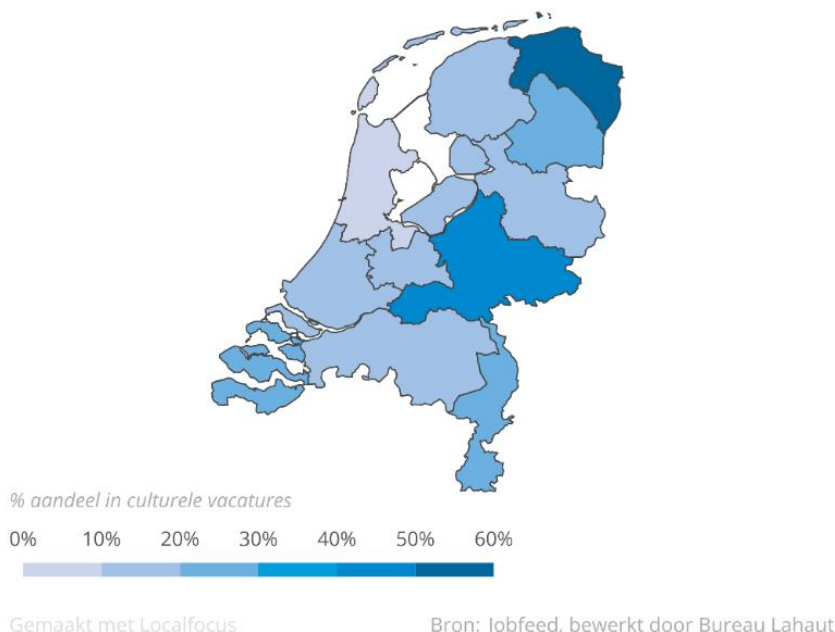 % aandeel in culturele vacatures
0% 10% 20% 30% 40% 50% 60%
Gemaakt met Localfocus
Bron: Jobfeed, bewerkt door Bureau Lahaut